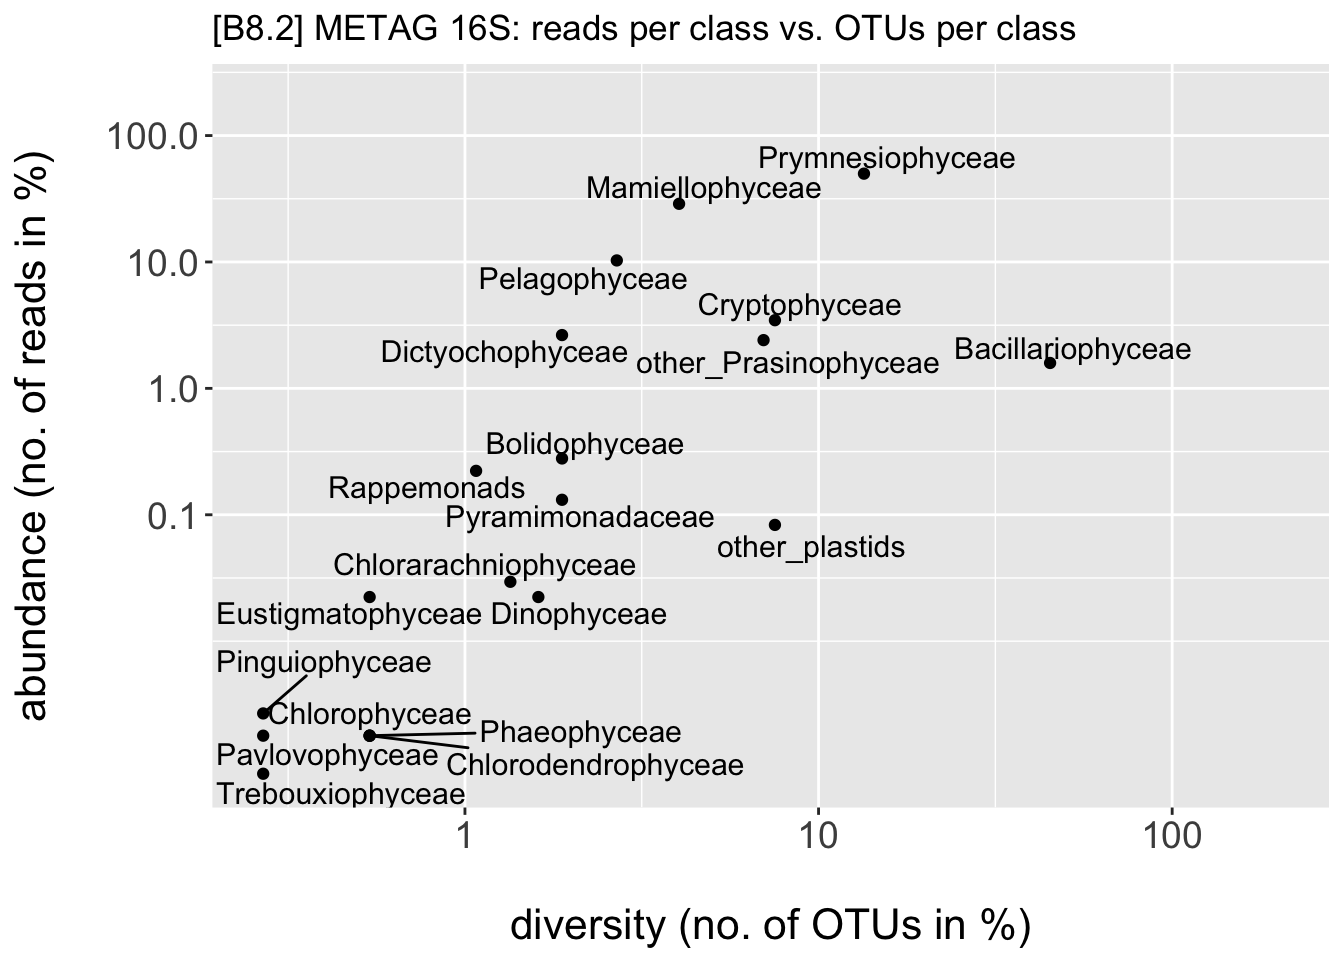 [B8.2] METAG 16S: reads per class vs. OTUs per class
abundance (no. of reads in %)
100.0
10.0
1.0
0.1
Prymnesiophyceae
Mamiellophyceae
Pelagophyceae
Cryptophyceae
Dictyochophyceae
other_Prasinophyceae
Bacillariophyceae
Bolidophyceae
Rappemonads
Pyramimonadaceae
other_plastids
Chlorarachniophyceae
Eustigmatophyceae
Dinophyceae
Pinguiophyceae
Chlorophyceae
Phaeophyceae
Pavlovophyceae
Chlorodendrophyceae
Trebouxiophyceae
1
10
100
diversity (no. of OTUs in %)